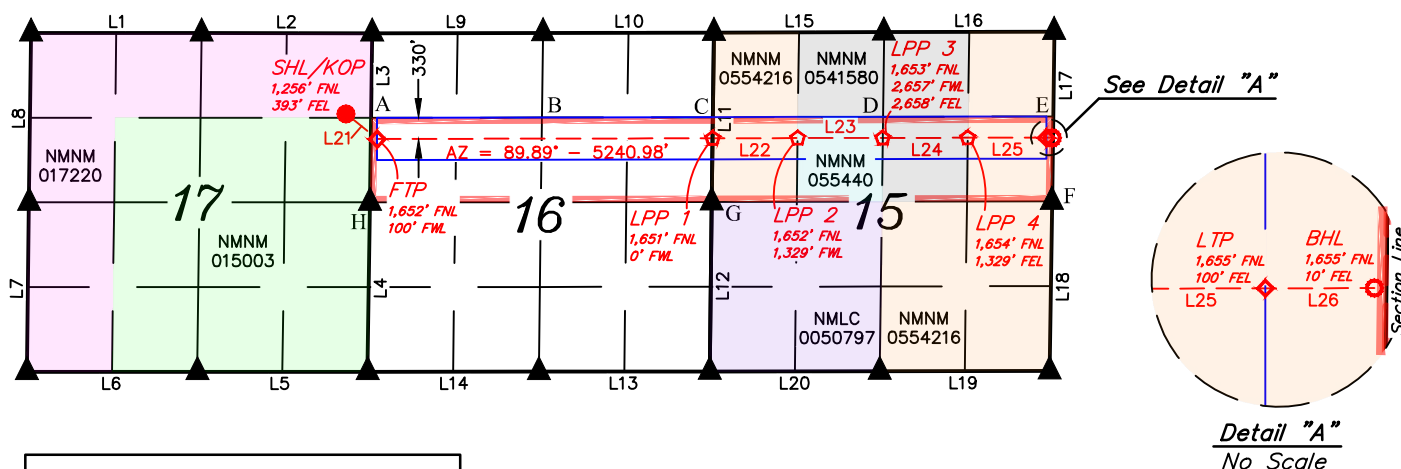 L1
L2
L9
L10
L15
L16
SHL/KOP
1,256' FNL
393' FEL
L3
330'
NMNM
0554216
NMNM
0541580
LPP 3
1,653' FNL
2,657' FWL
2,658' FEL
L17
See Detail "A"
L8
A
B
C
L11
D
E
L21
AZ = 89.89° - 5240.98'
L22
L23
L24
L25
NMNM
017220
NMNM
055440
17
16
15
FTP
1,652' FNL
100' FWL
H
LPP 1
1,651' FNL
0' FWL
G
LPP 2
1,652' FNL
1,329' FWL
LPP 4
1,654' FNL
1,329' FEL
F
NMNM
015003
LTP
1,655' FNL
100' FEL
BHL
1,655' FNL
10' FEL
L25
L26
Section Line
L7
L4
L12
L18
NMLC
0050797
NMNM
0554216
L6
L5
L14
L13
L20
L19
Detail "A"
No Scale